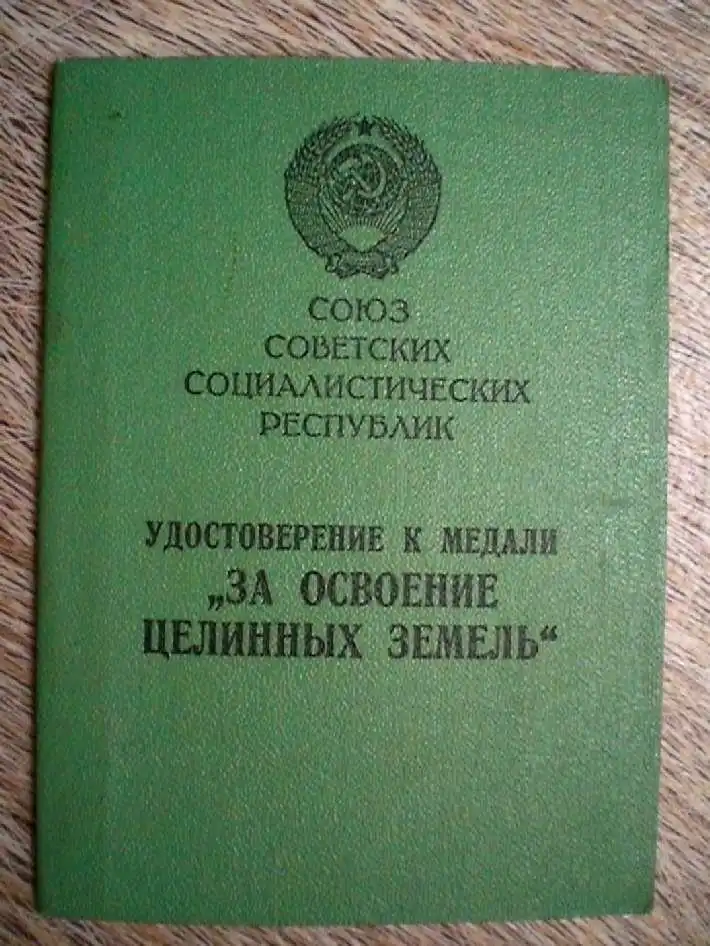 СОЮЗ
СОВЕТСКИХ
СОЦИАЛИСТИЧЕСКИХ
РЕСПУБЛИК
УДОСТОВЕРЕНИЕ К МЕДАЛИ
„ЗА ОСВОЕНИЕ
ЦЕЛИННЫХ ЗЕМЕЛЬ“